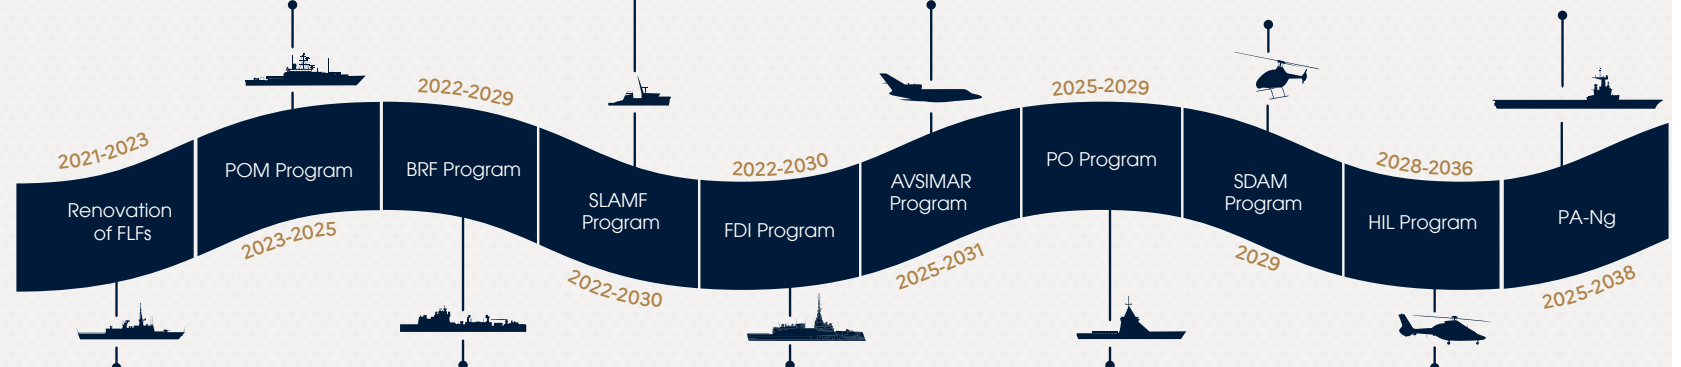 2021-2023
Renovation
of FLFs
POM Program
2023-2025
2022-2029
BRF Program
SLAMF
Program
2022-2030
2022-2030
FDI Program
AVSIMAR
Program
2025-2031
2025-2029
PO Program
SDAM
Program
2029
2028-2036
HIL Program
PA-Ng
2025-2038